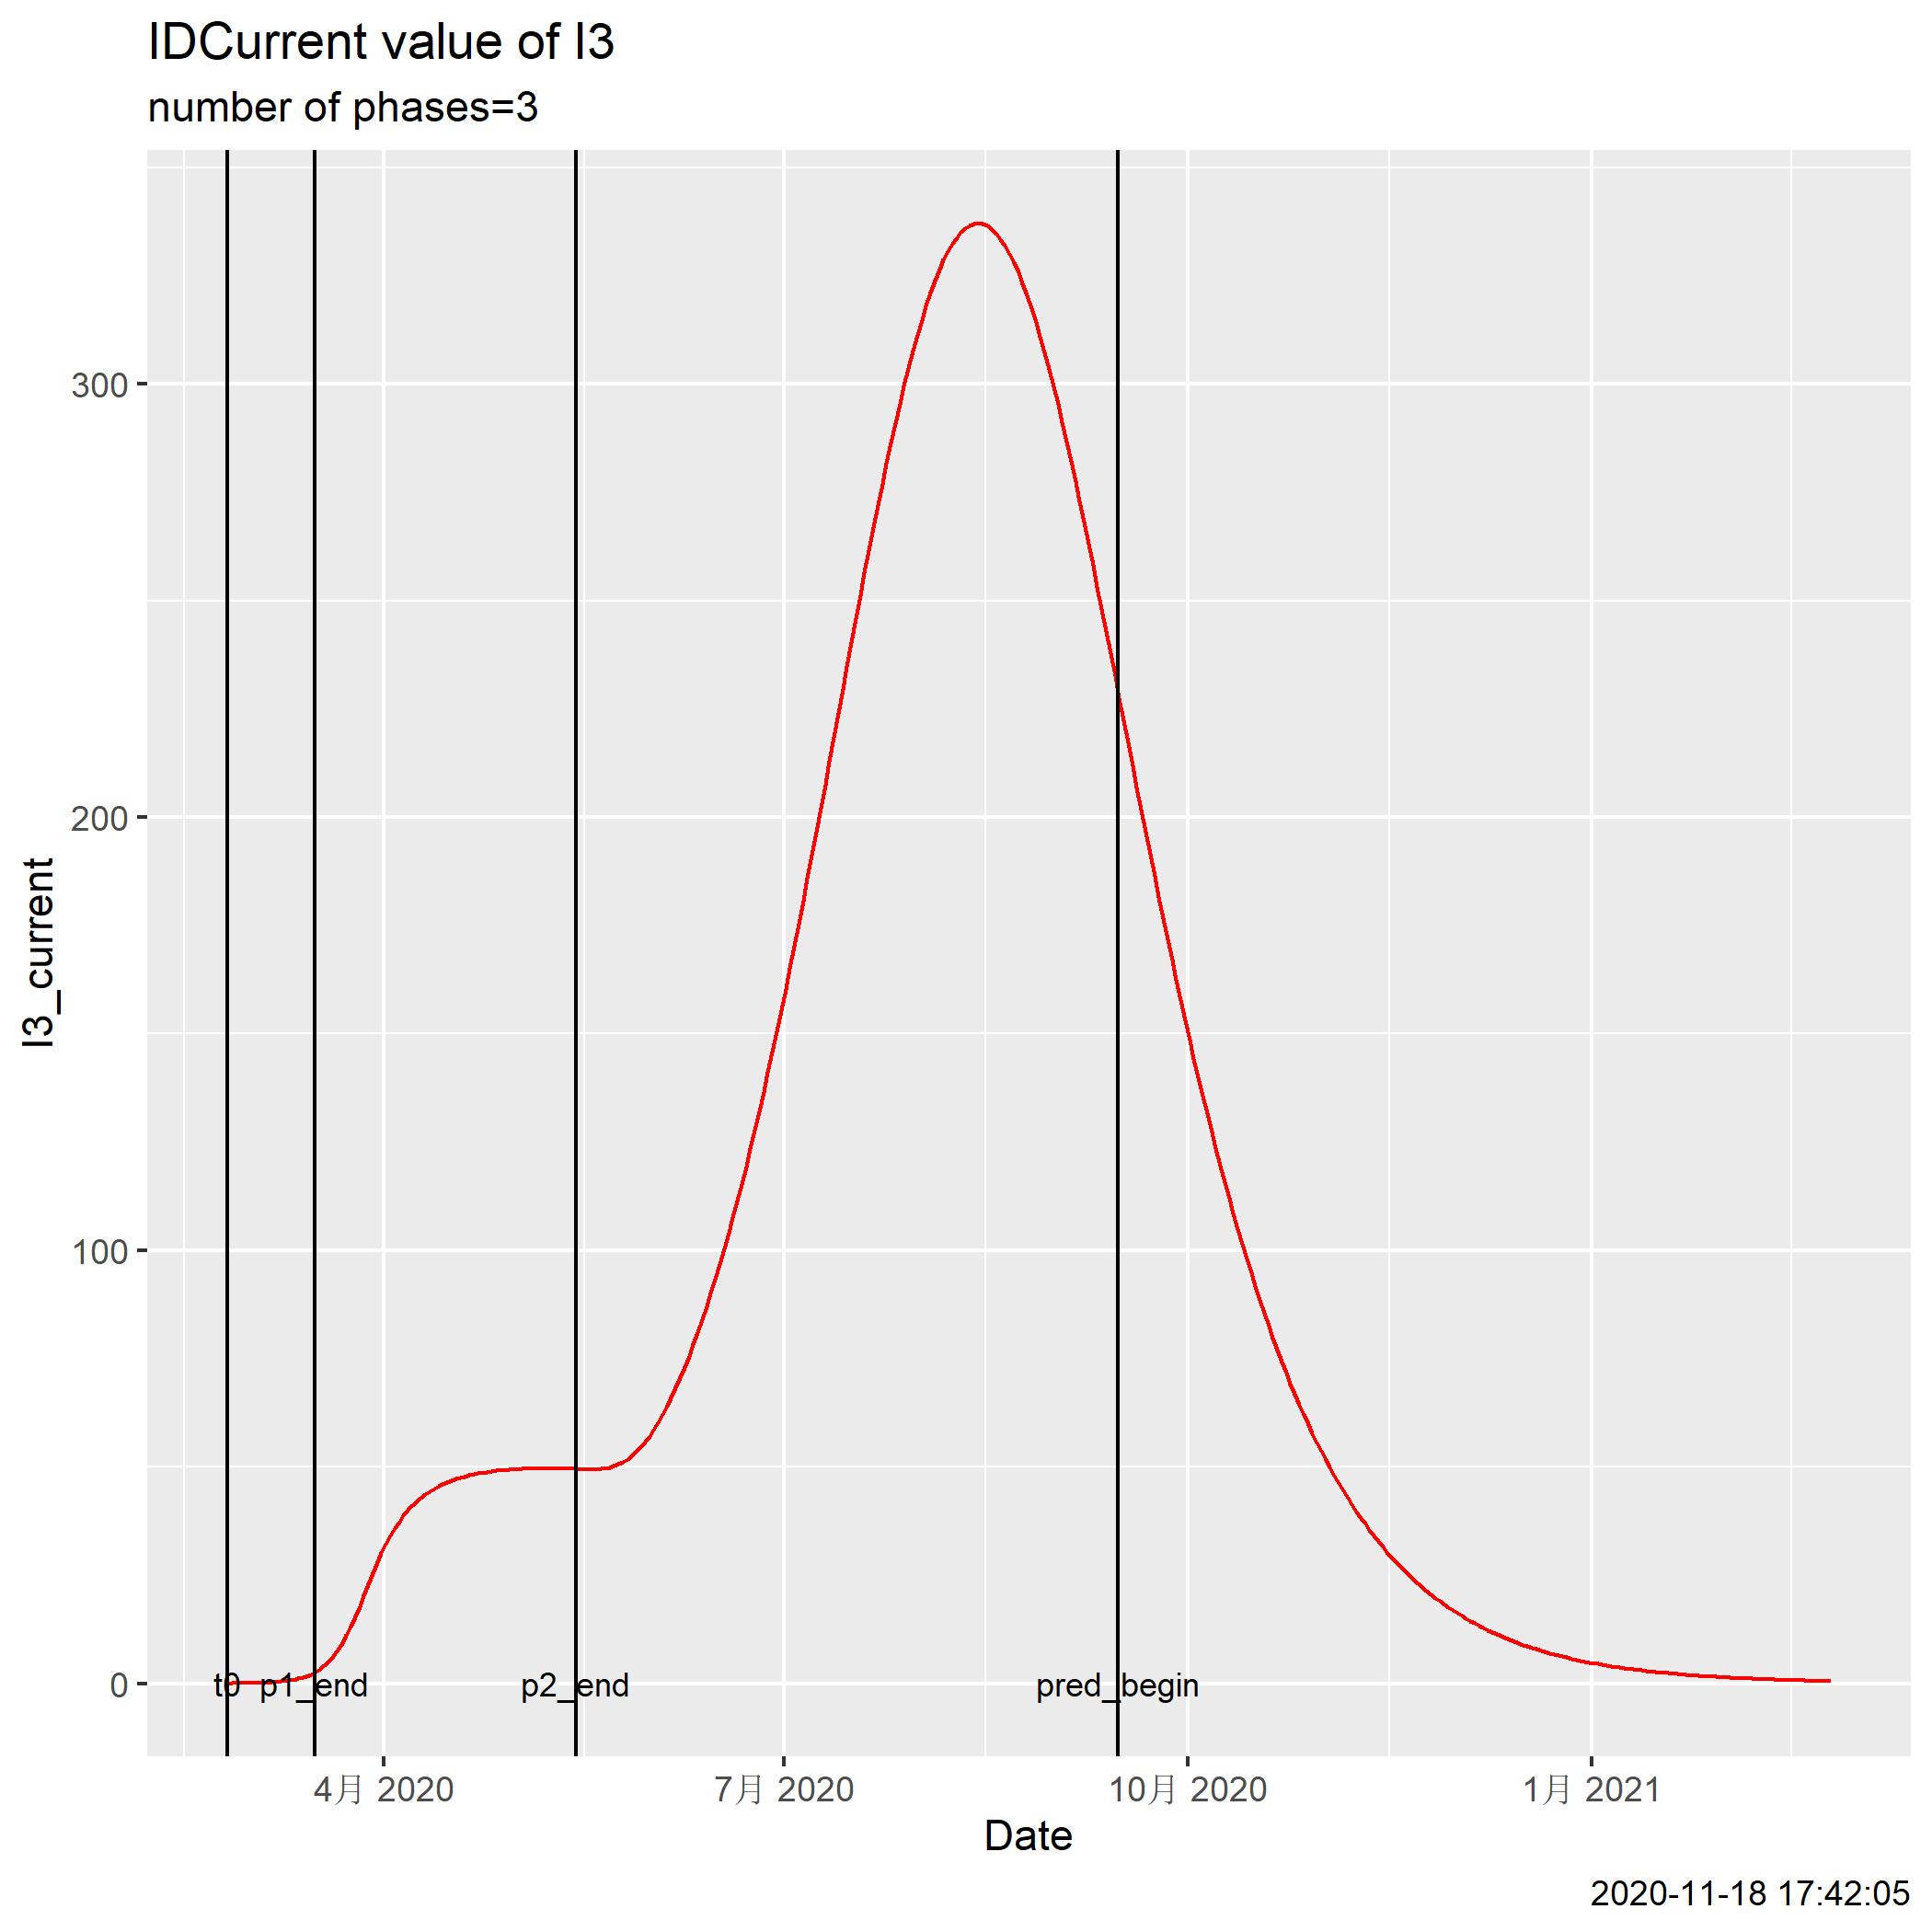 IDCurrent value of I3
number of phases=3
I3_current
300
200
100
0
t0
p1_end
p2_end
pred_begin
4月 2020
7月 2020
10月 2020
1月 2021
Date
2020-11-18 17:42:05